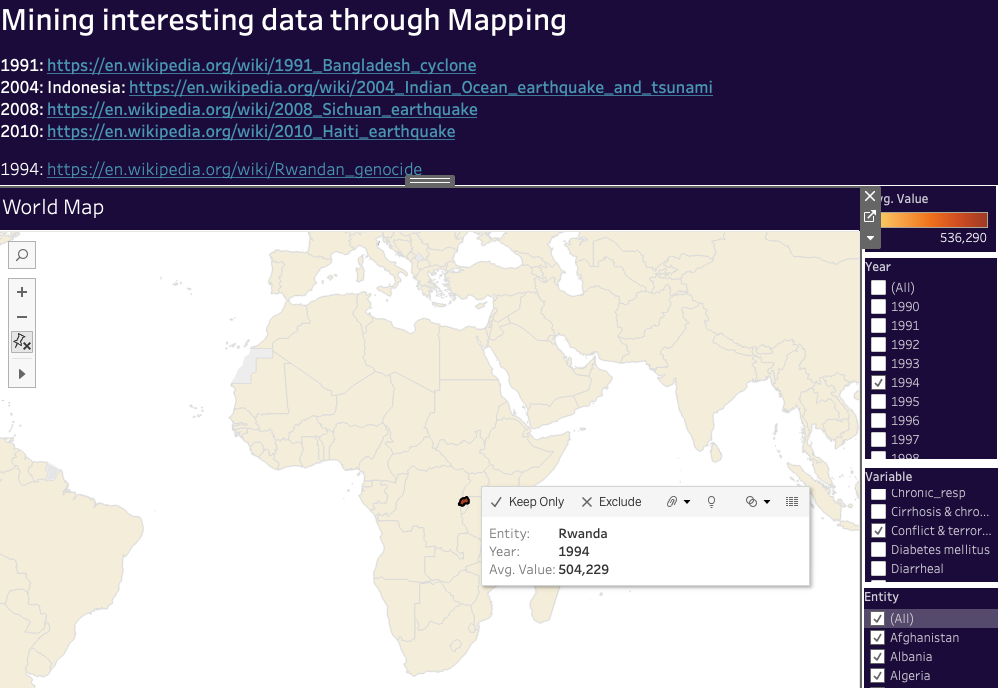 Mining interesting data through Mapping
1991: https://en.wikipedia.org/wiki/1991_Bangladesh_cyclone
2004: Indonesia: https://en.wikipedia.org/wiki/2004_Indian_Ocean_earthquake_and_tsunami
2008: https://en.wikipedia.org/wiki/2008_Sichuan_earthquake
2010: https://en.wikipedia.org/wiki/2010_Haiti_earthquake
1994: https://en.wikipedia.org/wiki/Rwandan_genocide
World Map
vg. Value
536,290
Year
(All)
1990
1991
1992
1993
1994
1995
1996
1997
1998
Keep Only Exclude
Entity: Rwanda
Year: 1994
Avg. Value: 504,229
Variable
Chronic_resp
Cirrhosis & chro...
Conflict & terror...
Diabetes mellitus
Diarrheal
Entity
(All)
Afghanistan
Albania
Algeria